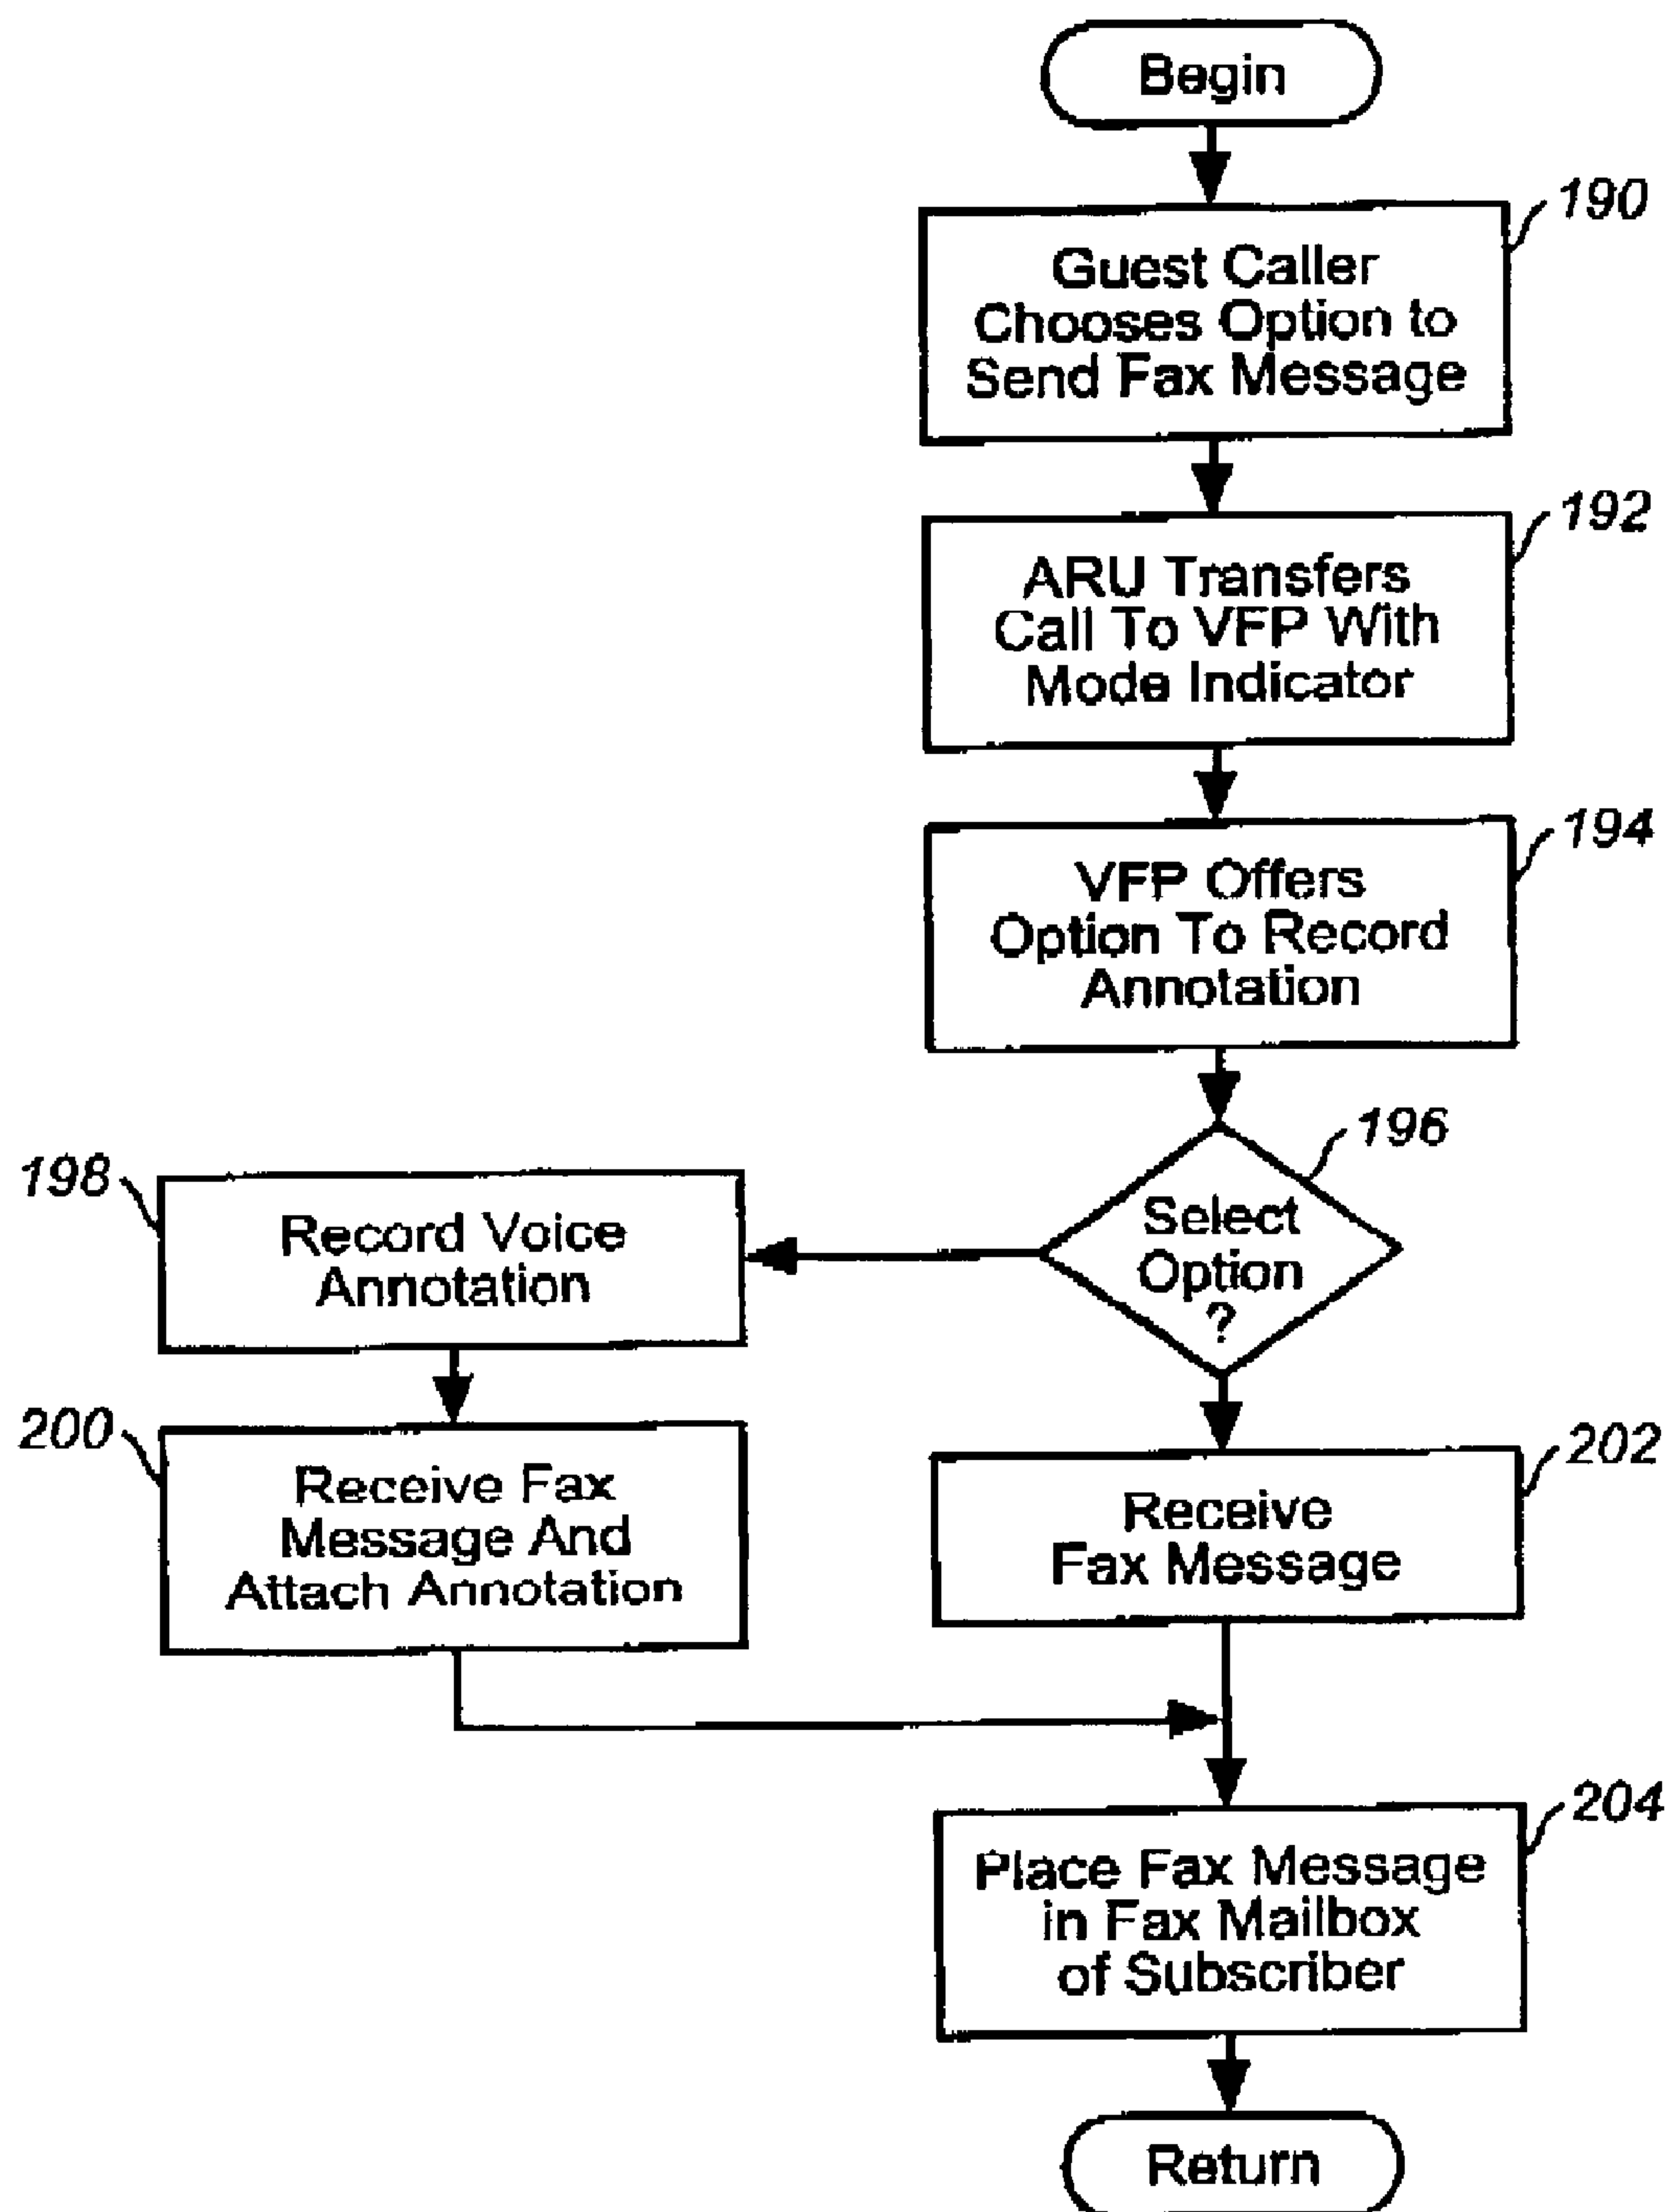 Begin
190
Guest Caller
Chooses Option to
Send Fax Message
192
ARU Transfers
Call To VFP With
Mode Indicator
194
VFP Offers
Option To Record
Annotation
196
Select
Option
?
198
Record Voice
Annotation
200
Receive Fax
Message And
Attach Annotation
202
Receive
Fax Message
204
Place Fax Message
in Fax Mailbox
of Subscriber
Return